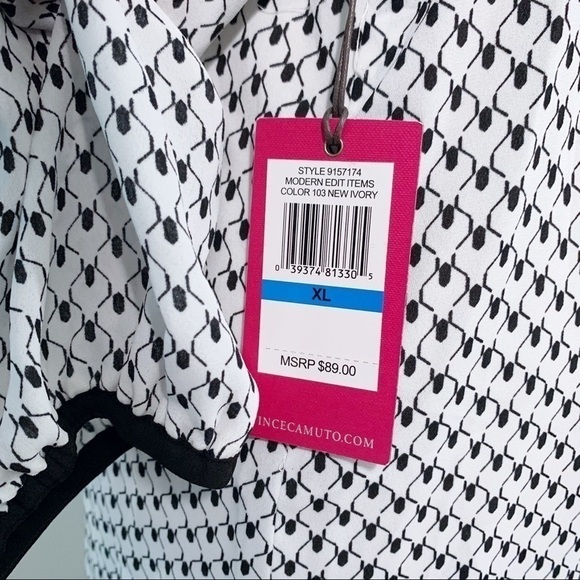 STYLE 9157174
MODERN EDIT ITEMS
COLOR 103 NEW IVORY
0 39374 81330 5
XL
MSRP $89.00
INCECAMUTO.COM